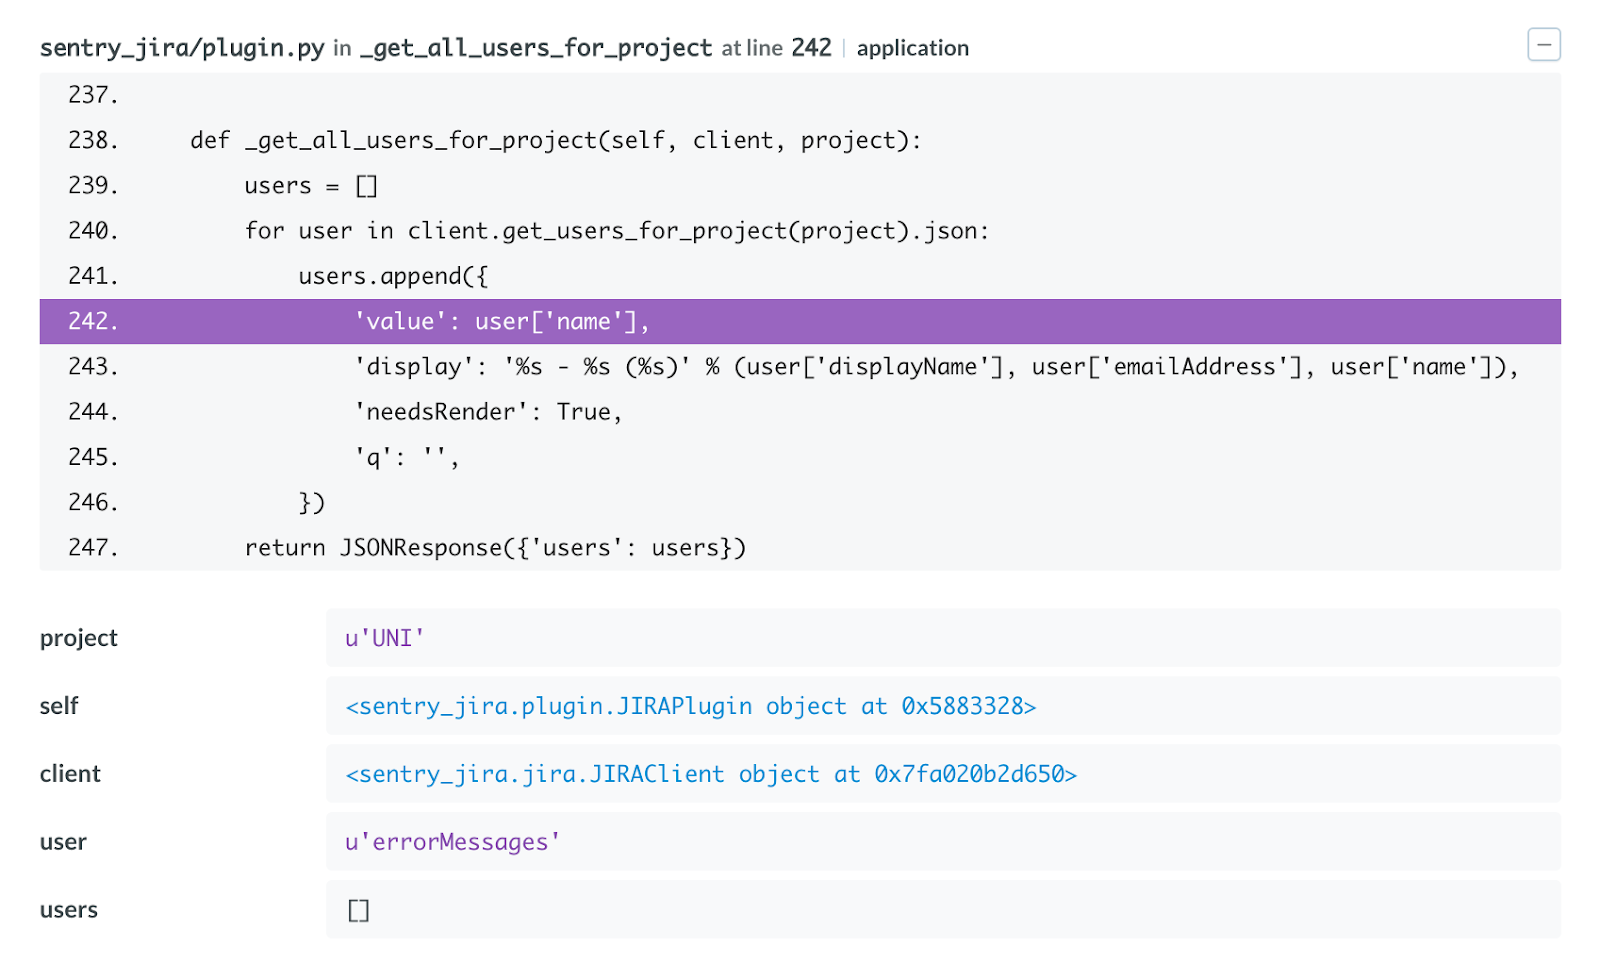 sentry_jira/plugin.py in _get_all_users_for_project at line 242 | application
237.
238. def _get_all_users_for_project(self, client, project):
239. users = []
240. for user in client.get_users_for_project(project).json:
241. users.append({
242. 'value': user['name'],
243. 'display': '%s - %s (%s)' % (user['displayName'], user['emailAddress'], user['name']),
244. 'needsRender': True,
245. 'q': '',
246. })
247. return JSONResponse({'users': users})
project u'UNI'
self <sentry_jira.plugin.JIRAPlugin object at 0x5883328>
client <sentry_jira.jira.JIRAClient object at 0x7fa020b2d650>
user u'errorMessages'
users []